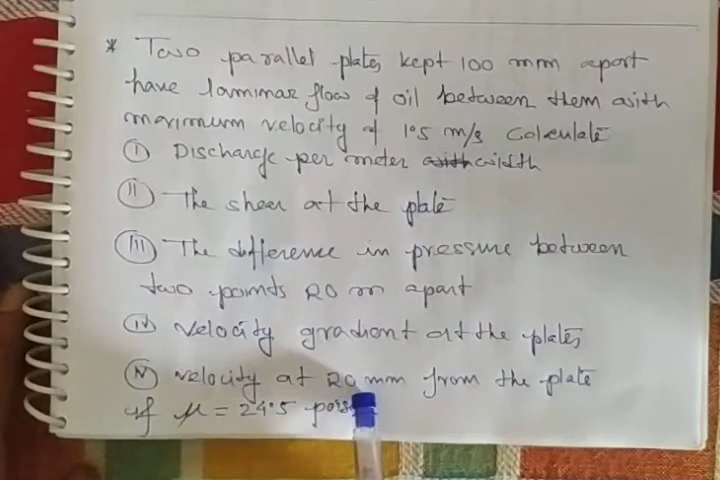 * Two parallel plates kept 100 mm apart
have laminar flow of oil between them with
maximum velocity of 1.5 m/s Calculate
(i) Discharge per meter width
(ii) The shear at the plate
(iii) The difference in pressure between
two points 20 m apart
(iv) Velocity gradient at the plates
(v) velocity at 20 mm from the plate
if μ = 24.5